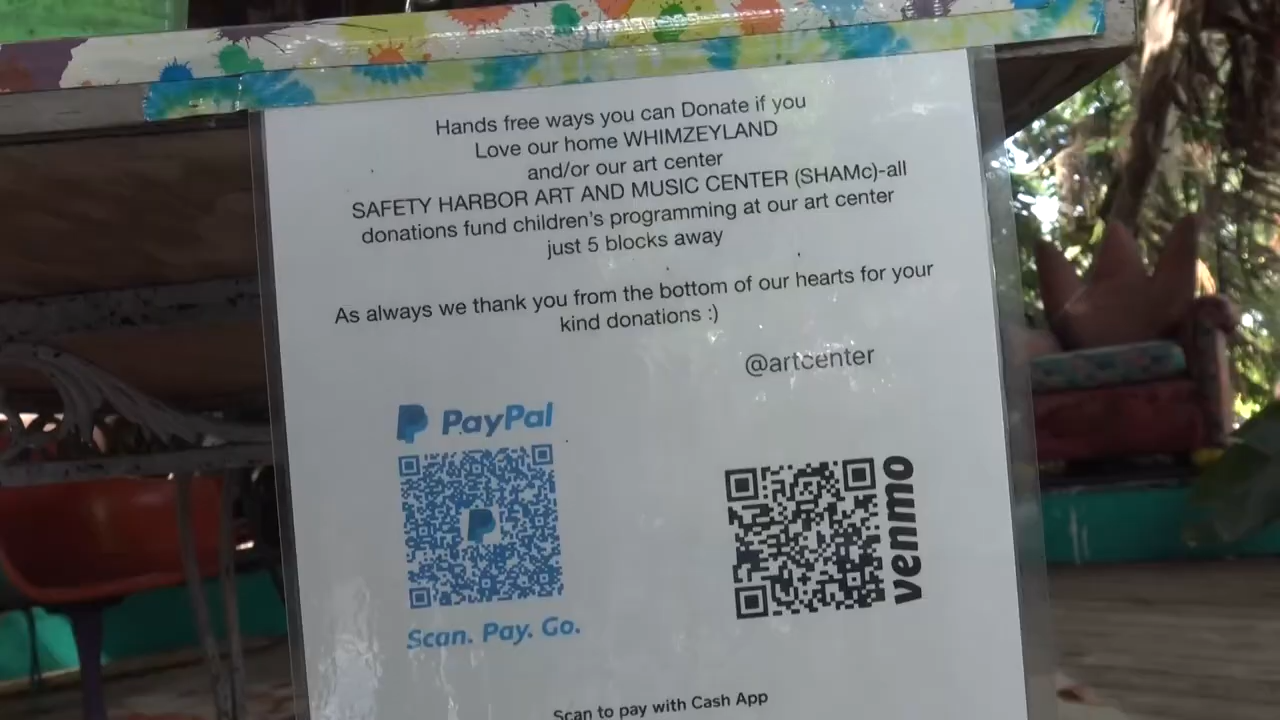 Hands free ways you can Donate if you
Love our home WHIMZEYLAND
and/or our art center
SAFETY HARBOR ART AND MUSIC CENTER (SHAMc)-all
donations fund children's programming at our art center
just 5 blocks away
As always we thank you from the bottom of our hearts for your
kind donations :)
@artcenter
PayPal
venmo
Scan. Pay. Go.
Scan to pay with Cash App